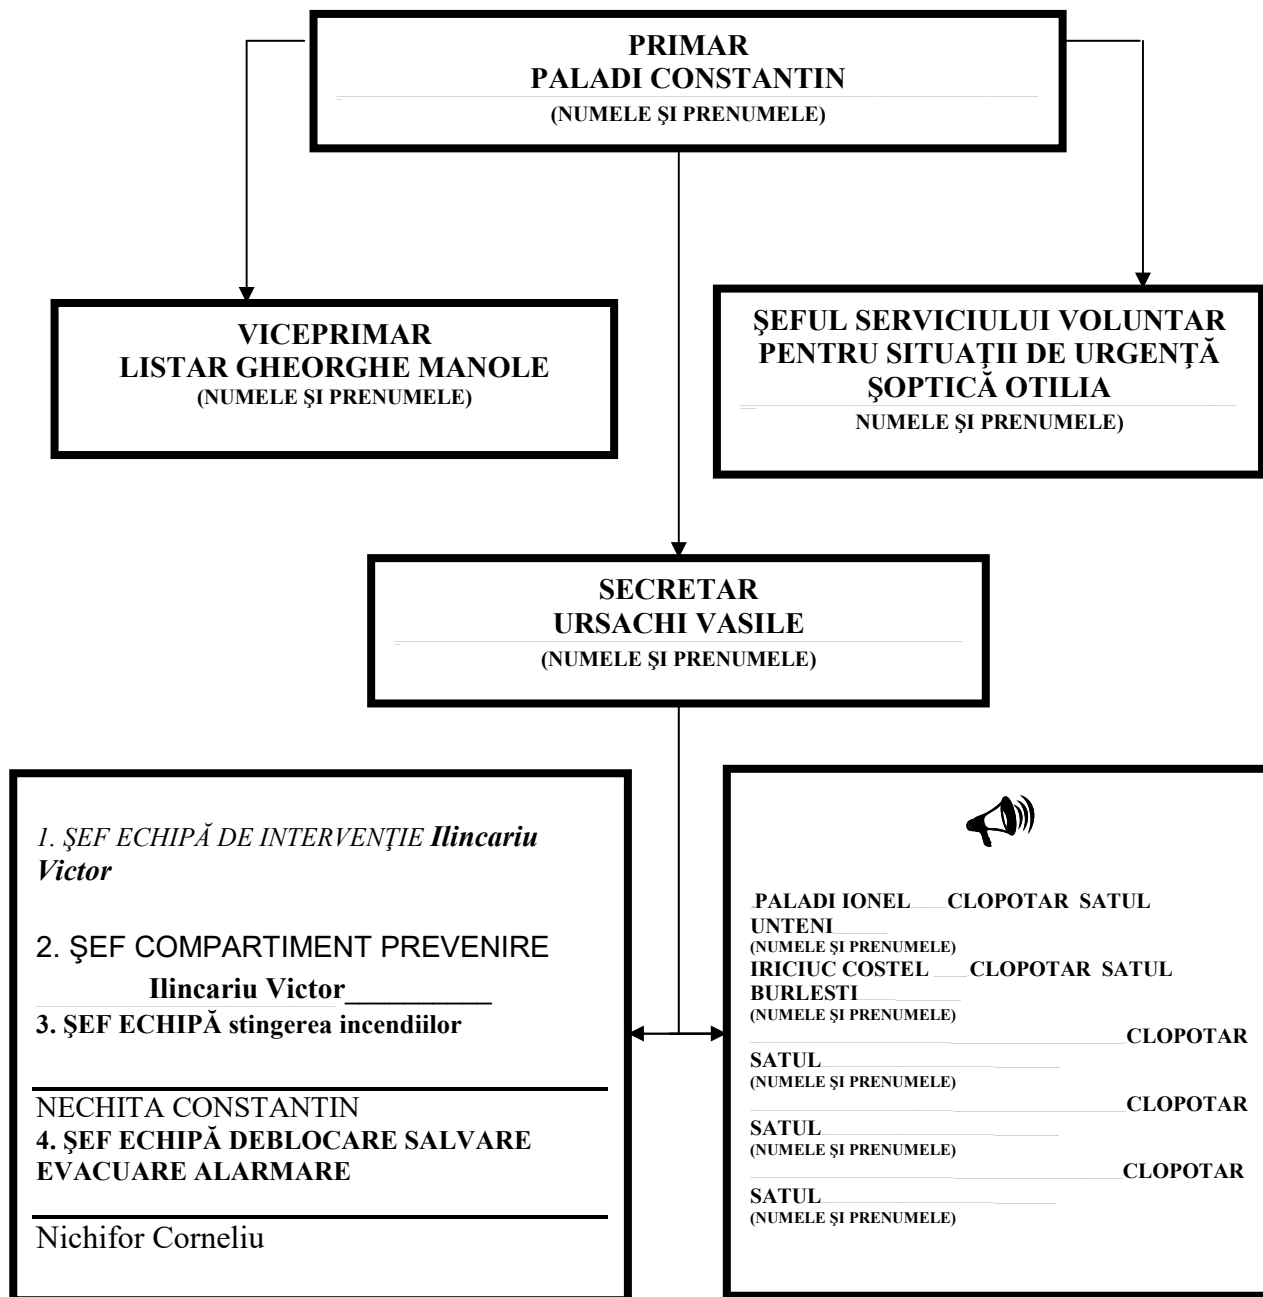 PRIMAR
PALADI CONSTANTIN
(NUMELE ŞI PRENUMELE)
VICEPRIMAR
LISTAR GHEORGHE MANOLE
(NUMELE ŞI PRENUMELE)
ŞEFUL SERVICIULUI VOLUNTAR
PENTRU SITUAŢII DE URGENŢĂ
ŞOPTICĂ OTILIA
NUMELE ŞI PRENUMELE)
SECRETAR
URSACHI VASILE
(NUMELE ŞI PRENUMELE)
1. ŞEF ECHIPĂ DE INTERVENŢIE Ilincariu
Victor
2. ŞEF COMPARTIMENT PREVENIRE
Ilincariu Victor__________
3. ŞEF ECHIPĂ stingerea incendiilor
NECHITA CONSTANTIN
4. ŞEF ECHIPĂ DEBLOCARE SALVARE
EVACUARE ALARMARE
Nichifor Corneliu
PALADI IONEL CLOPOTAR SATUL
UNTENI
(NUMELE ŞI PRENUMELE)
IRICIUC COSTEL CLOPOTAR SATUL
BURLESTI
(NUMELE ŞI PRENUMELE)
CLOPOTAR
SATUL
(NUMELE ŞI PRENUMELE)
CLOPOTAR
SATUL
(NUMELE ŞI PRENUMELE)
CLOPOTAR
SATUL
(NUMELE ŞI PRENUMELE)